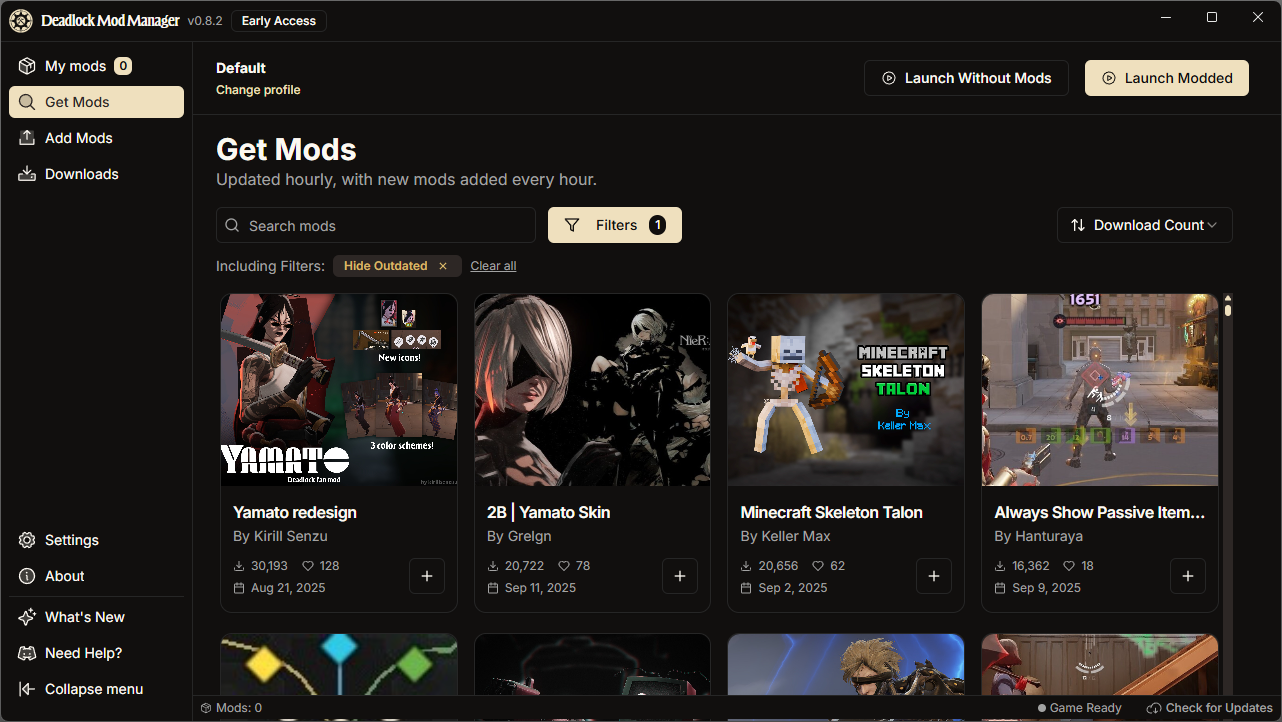 Deadlock Mod Manager v0.8.2 Early Access
My mods 0
Get Mods
Add Mods
Downloads
Settings
About
What's New
Need Help?
Collapse menu
Default
Change profile
Launch Without Mods
Launch Modded
Get Mods
Updated hourly, with new mods added every hour.
Search mods
Filters 1
Download Count
Including Filters: Hide Outdated × Clear all
New icons!
3 color schemes!
YAMATO
Deadlock fan mod
Yamato redesign
By Kirill Senzu
30,193 128
Aug 21, 2025
NieR:
2B | Yamato Skin
By Grelgn
20,722 78
Sep 11, 2025
MINECRAFT
SKELETON
TALON
By
Keller Max
Minecraft Skeleton Talon
By Keller Max
20,656 62
Sep 2, 2025
1651
Always Show Passive Item...
By Hanturaya
16,362 18
Sep 9, 2025
Mods: 0
Game Ready
Check for Updates